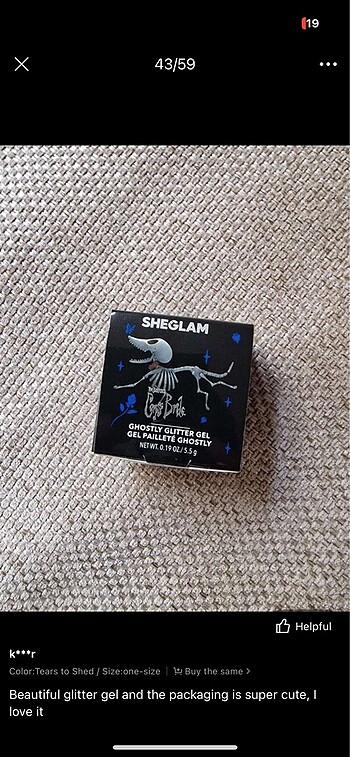 19
43/59
SHEGLAM
Corpse Bride
GHOSTLY GLITTER GEL
GEL PAILLETÉ GHOSTLY
NET WT. 0.19 OZ / 5.5 g
Helpful
k***r
Color:Tears to Shed / Size:one-size | Buy the same >
Beautiful glitter gel and the packaging is super cute, I
love it